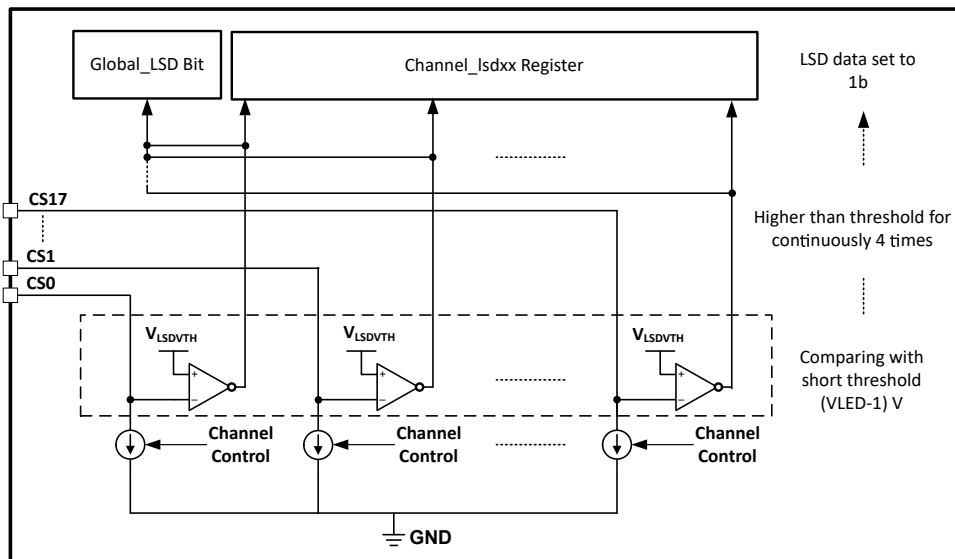 Global_LSD Bit
Channel_lsdxx Register
LSD data set to
1b
CS17
CS1
CS0
Higher than threshold for
continuously 4 times
VLSDVTH
+
−
VLSDVTH
+
−
VLSDVTH
+
−
Comparing with
short threshold
(VLED-1) V
Channel
Control
Channel
Control
Channel
Control
GND